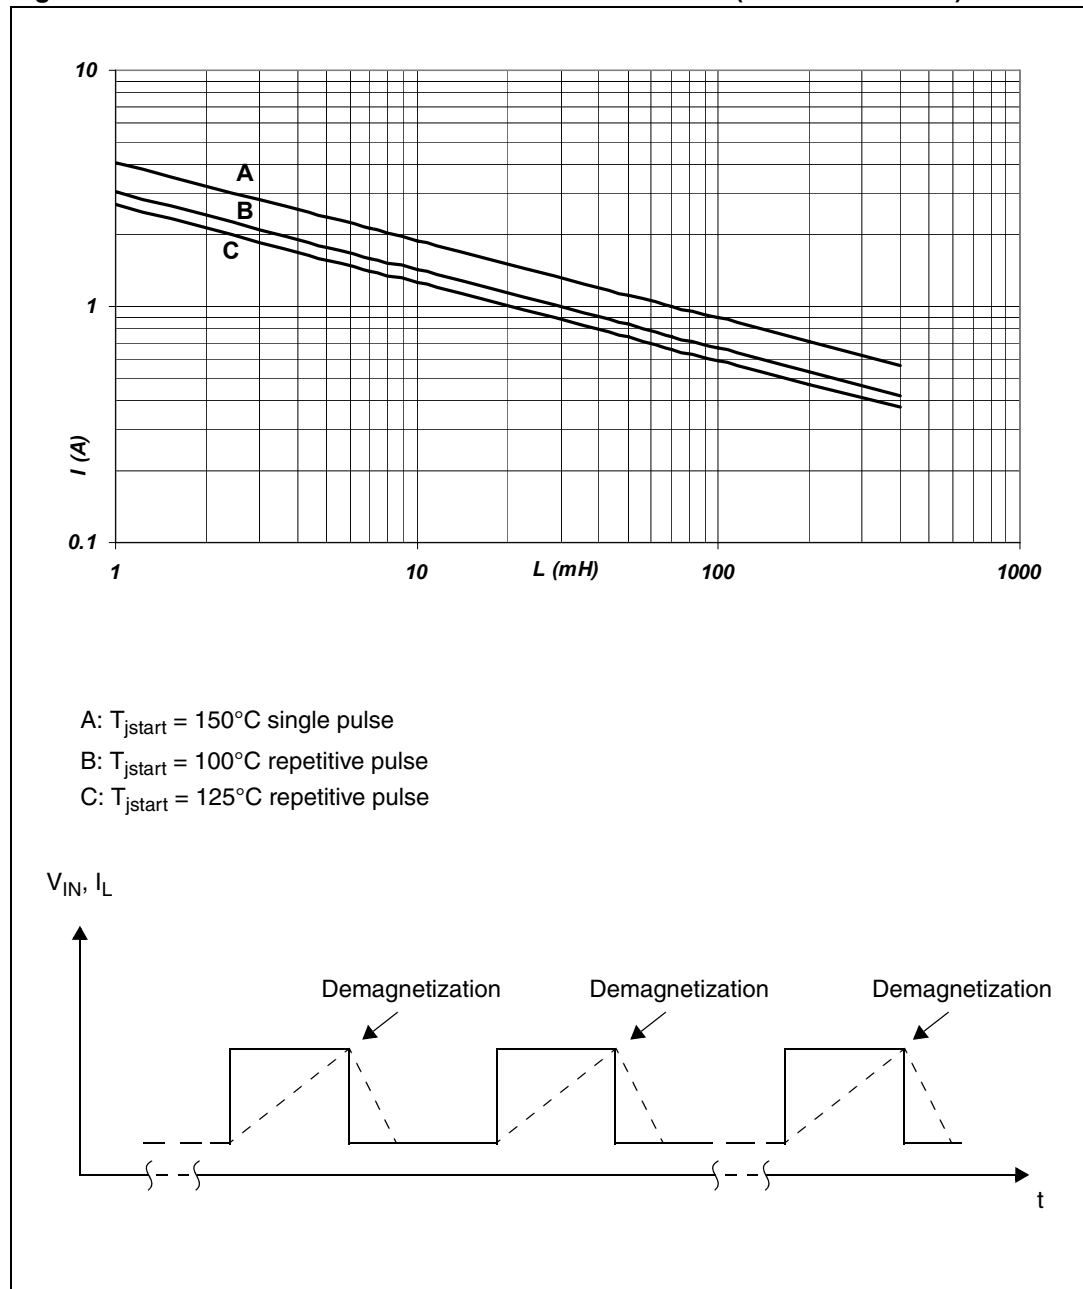 10
A
B
C
1
I (A)
0.1
1
10
L (mH)
100
1000
A: Tjstart = 150°C single pulse
B: Tjstart = 100°C repetitive pulse
C: Tjstart = 125°C repetitive pulse
VIN, IL
Demagnetization Demagnetization Demagnetization
t